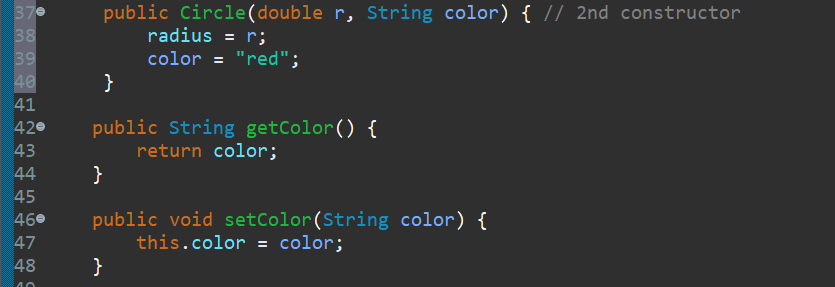 37 public Circle(double r, String color) { // 2nd constructor
38 radius = r;
39 color = "red";
40 }
41
42 public String getColor() {
43 return color;
44 }
45
46 public void setColor(String color) {
47 this.color = color;
48 }